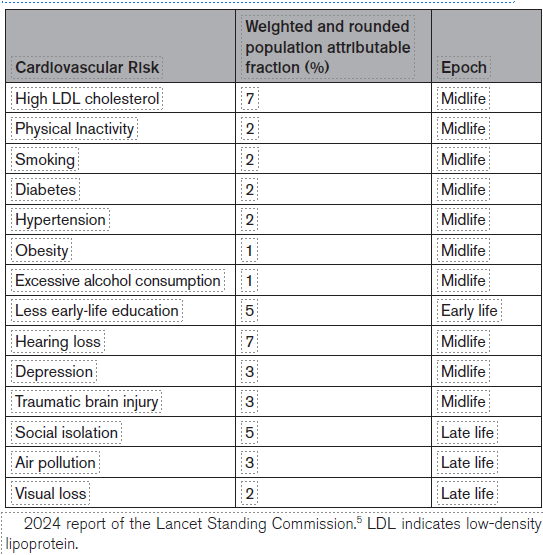 Cardiovascular Risk Weighted and rounded population attributable fraction (%) Epoch
High LDL cholesterol 7 Midlife
Physical Inactivity 2 Midlife
Smoking 2 Midlife
Diabetes 2 Midlife
Hypertension 2 Midlife
Obesity 1 Midlife
Excessive alcohol consumption 1 Midlife
Less early-life education 5 Early life
Hearing loss 7 Midlife
Depression 3 Midlife
Traumatic brain injury 3 Midlife
Social isolation 5 Late life
Air pollution 3 Late life
Visual loss 2 Late life
2024 report of the Lancet Standing Commission.5 LDL indicates low-density
lipoprotein.